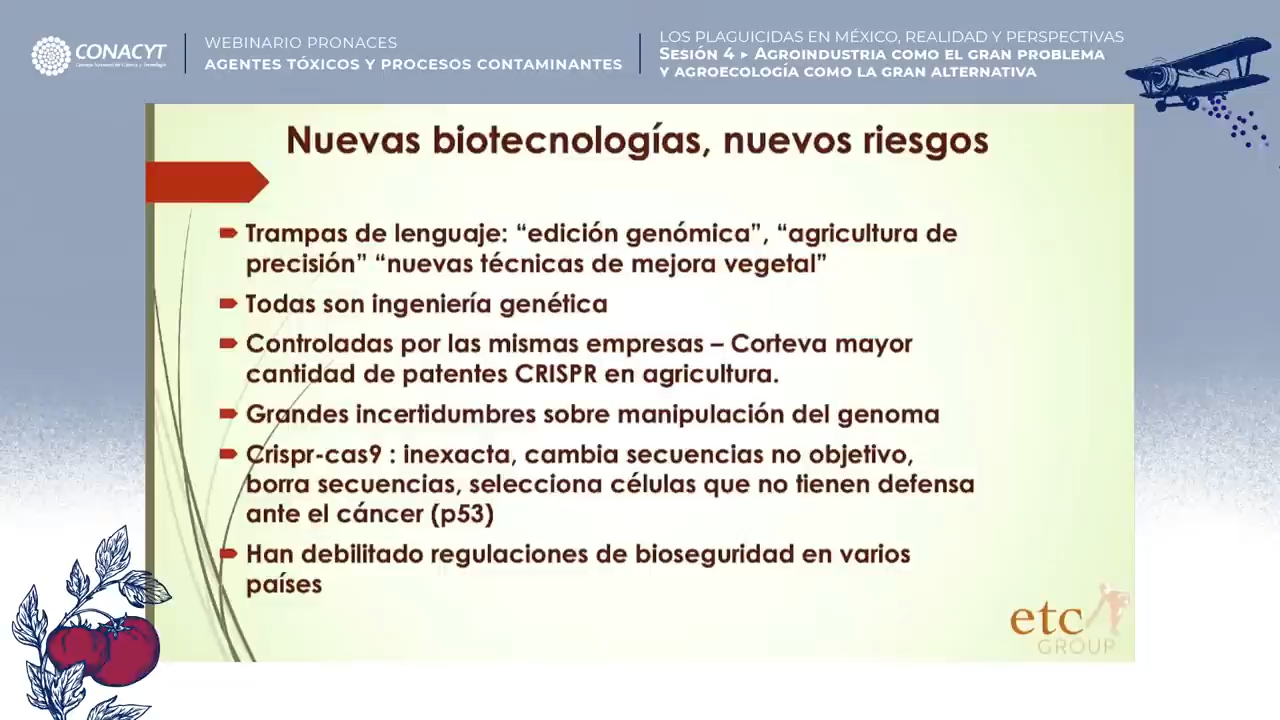 CONACYT
WEBINARIO PRONACES
AGENTES TÓXICOS Y PROCESOS CONTAMINANTES
LOS PLAGUICIDAS EN MÉXICO, REALIDAD Y PERSPECTIVAS
SESIÓN 4 ▸ AGROINDUSTRIA COMO EL GRAN PROBLEMA
Y AGROECOLOGÍA COMO LA GRAN ALTERNATIVA
Nuevas biotecnologías, nuevos riesgos
Trampas de lenguaje: “edición genómica”, “agricultura de
precisión” “nuevas técnicas de mejora vegetal”
Todas son ingeniería genética
Controladas por las mismas empresas – Corteva mayor
cantidad de patentes CRISPR en agricultura.
Grandes incertidumbres sobre manipulación del genoma
Crispr-cas9 : inexacta, cambia secuencias no objetivo,
borra secuencias, selecciona células que no tienen defensa
ante el cáncer (p53)
Han debilitado regulaciones de bioseguridad en varios
países
etc
GROUP